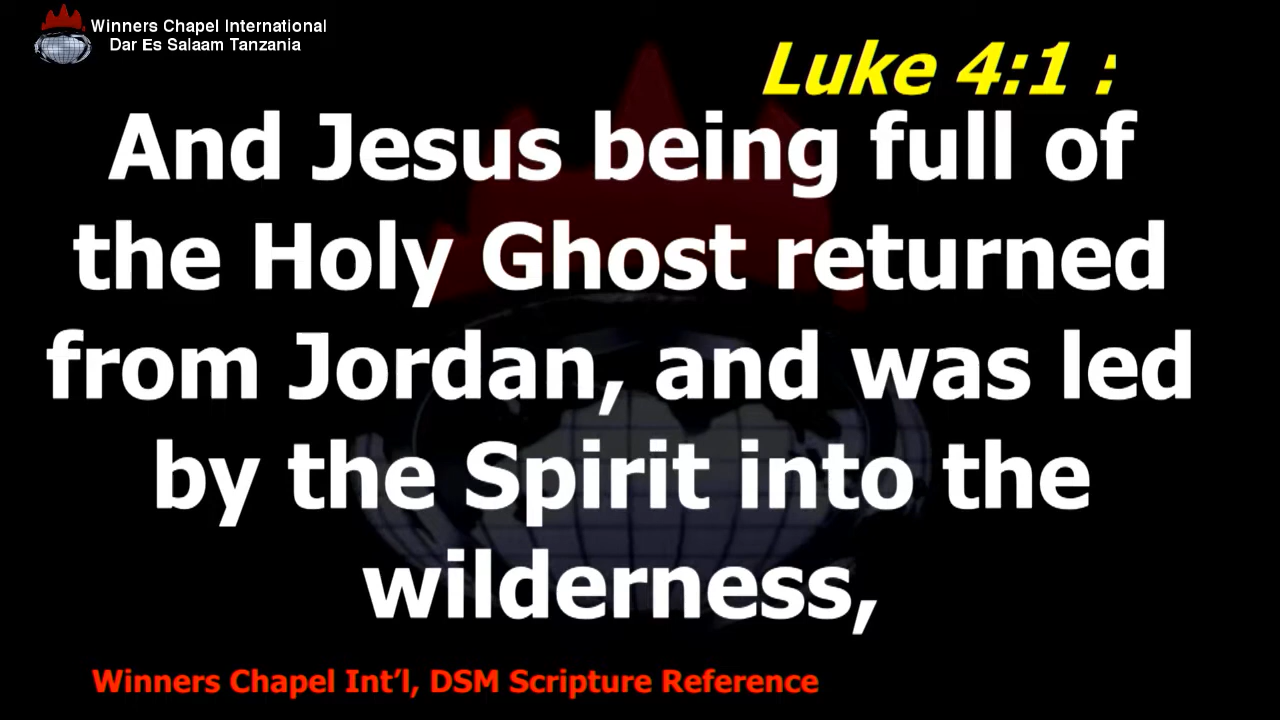 Winners Chapel International
Dar Es Salaam Tanzania
Luke 4:1 :
And Jesus being full of
the Holy Ghost returned
from Jordan, and was led
by the Spirit into the
wilderness,
Winners Chapel Int’l, DSM Scripture Reference